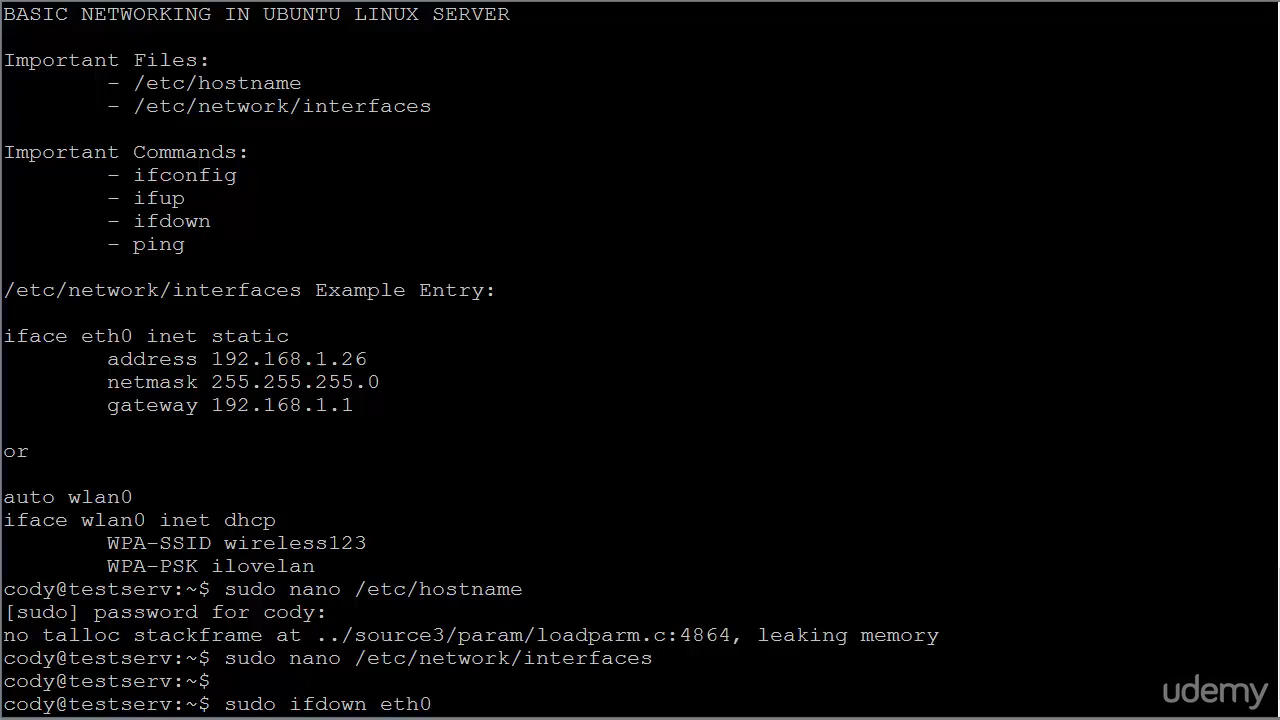 BASIC NETWORKING IN UBUNTU LINUX SERVER
Important Files:
- /etc/hostname
- /etc/network/interfaces
Important Commands:
- ifconfig
- ifup
- ifdown
- ping
/etc/network/interfaces Example Entry:
iface eth0 inet static
address 192.168.1.26
netmask 255.255.255.0
gateway 192.168.1.1
or
auto wlan0
iface wlan0 inet dhcp
WPA-SSID wireless123
WPA-PSK ilovelan
cody@testserv:~$ sudo nano /etc/hostname
[sudo] password for cody:
no talloc stackframe at ../source3/param/loadparm.c:4864, leaking memory
cody@testserv:~$ sudo nano /etc/network/interfaces
cody@testserv:~$
cody@testserv:~$ sudo ifdown eth0
udemy